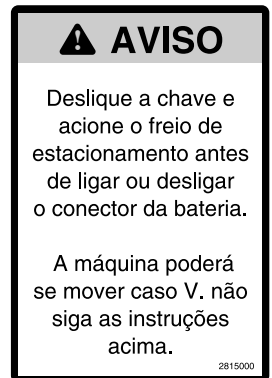 AVISO
Deslique a chave e
acione o freio de
estacionamento antes
de ligar ou desligar
o conector da bateria.
A máquina poderá
se mover caso V. não
siga as instruções
acima.
2815000